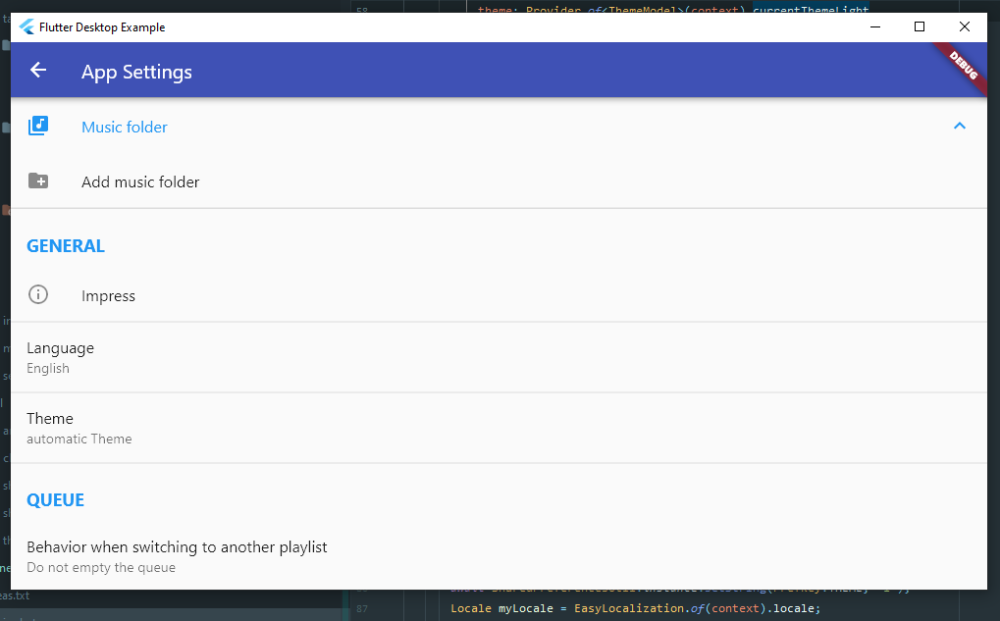 58 theme: Provider.of<ThemeModel>(context).currentThemeLight
Flutter Desktop Example
App Settings
DEBUG
Music folder
Add music folder
GENERAL
Impress
Language
English
Theme
automatic Theme
QUEUE
Behavior when switching to another playlist
Do not empty the queue
eas.txt
87 Locale myLocale = EasyLocalization.of(context).locale;